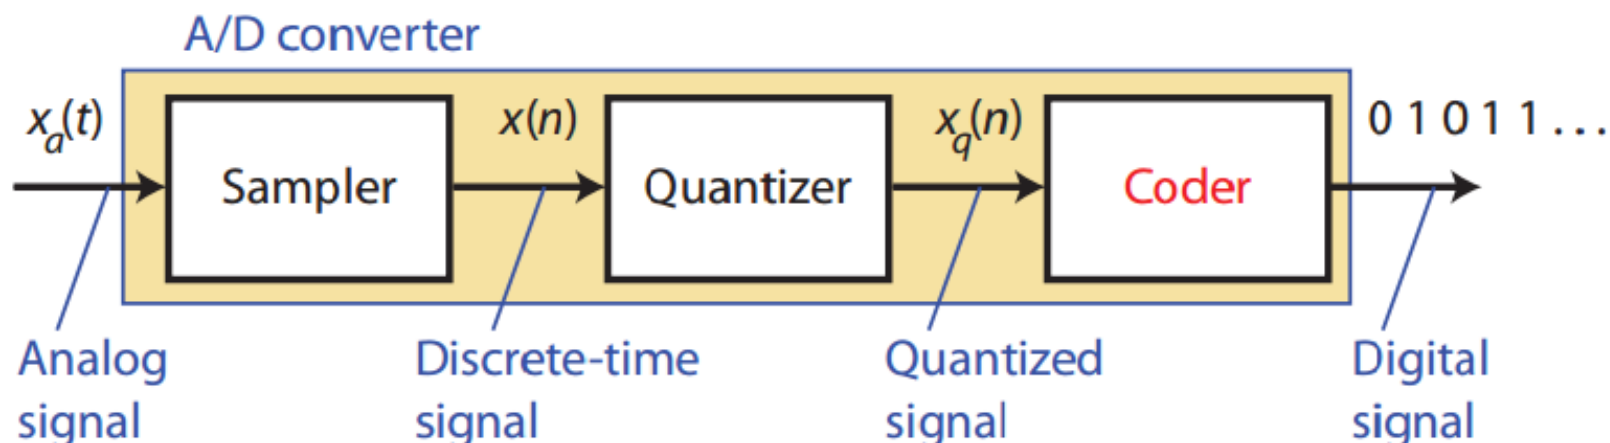 A/D converter
xₐ(t)
x(n)
x_q(n)
0 1 0 1 1 . . .
Sampler
Quantizer
Coder
Analog
signal
Discrete-time
signal
Quantized
signal
Digital
signal